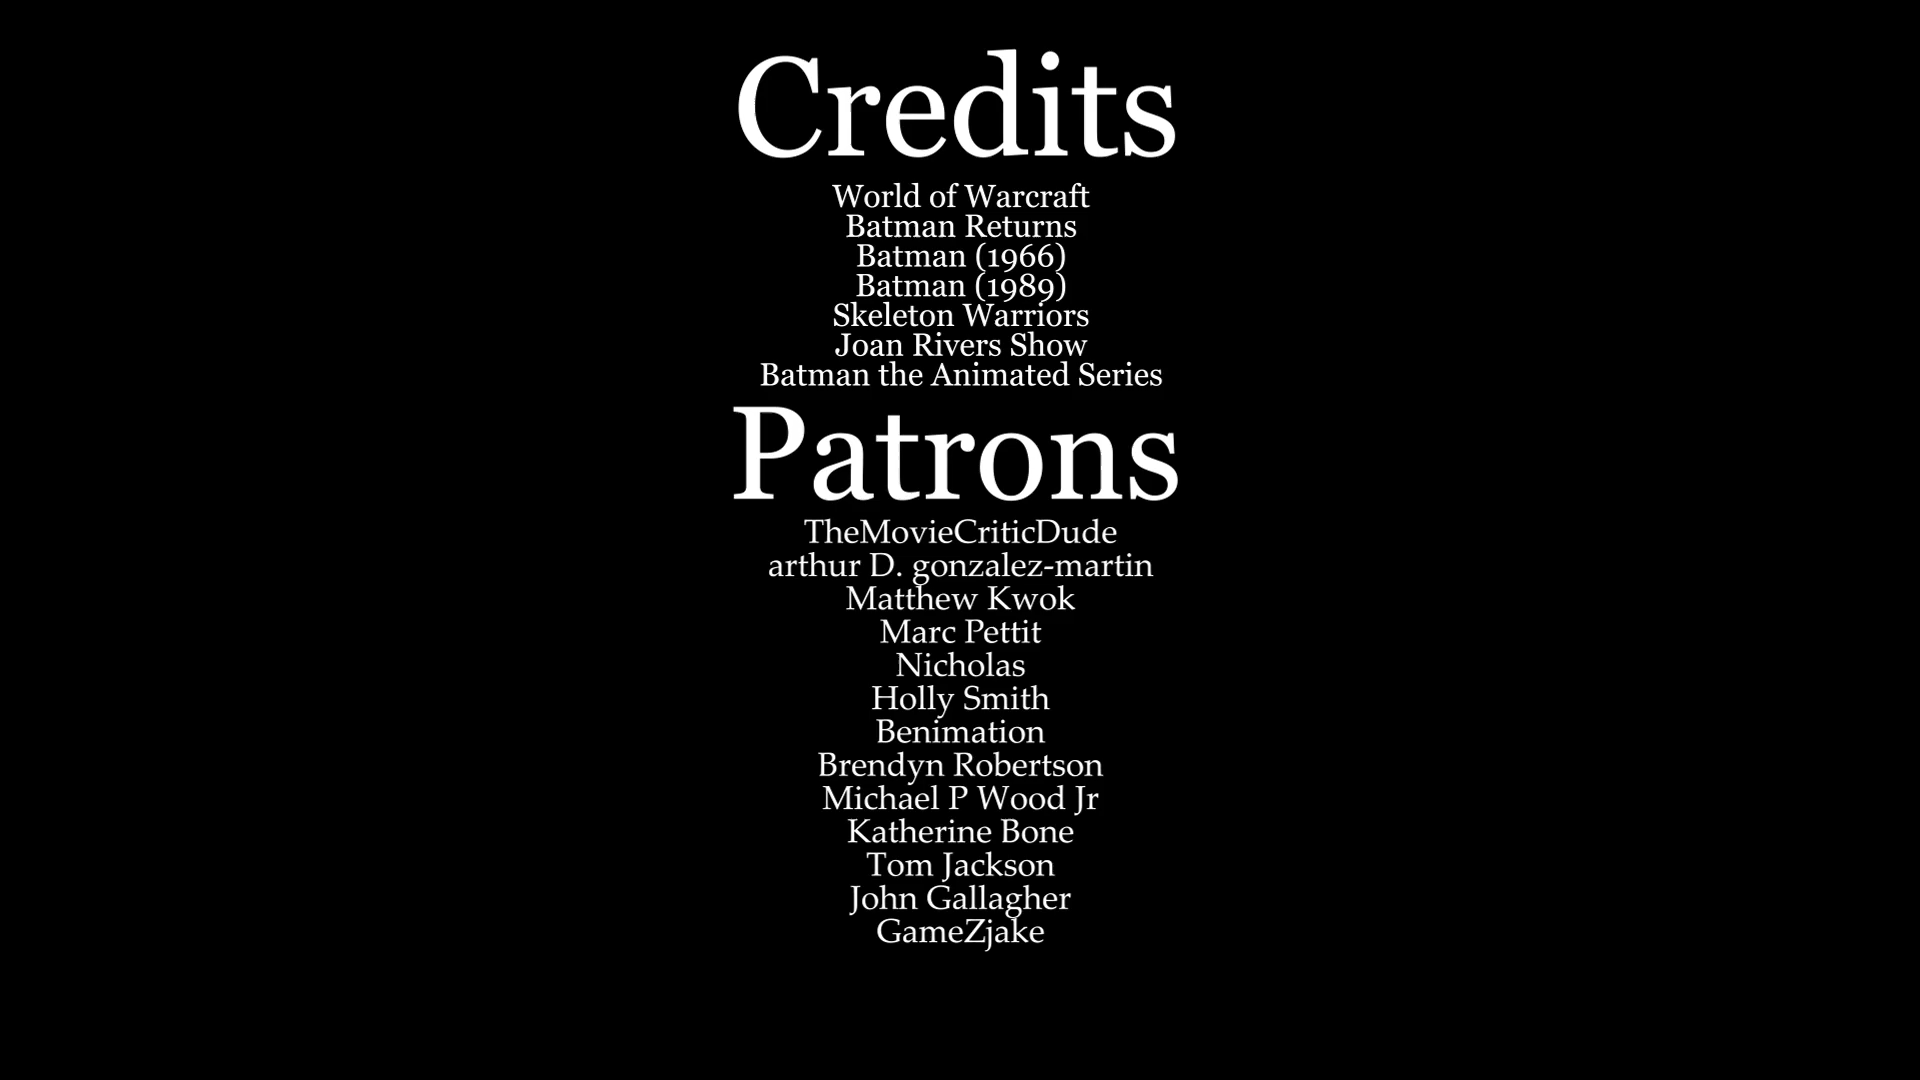 Credits
World of Warcraft
Batman Returns
Batman (1966)
Batman (1989)
Skeleton Warriors
Joan Rivers Show
Batman the Animated Series
Patrons
TheMovieCriticDude
arthur D. gonzalez-martin
Matthew Kwok
Marc Pettit
Nicholas
Holly Smith
Benimation
Brendyn Robertson
Michael P Wood Jr
Katherine Bone
Tom Jackson
John Gallagher
GameZjake